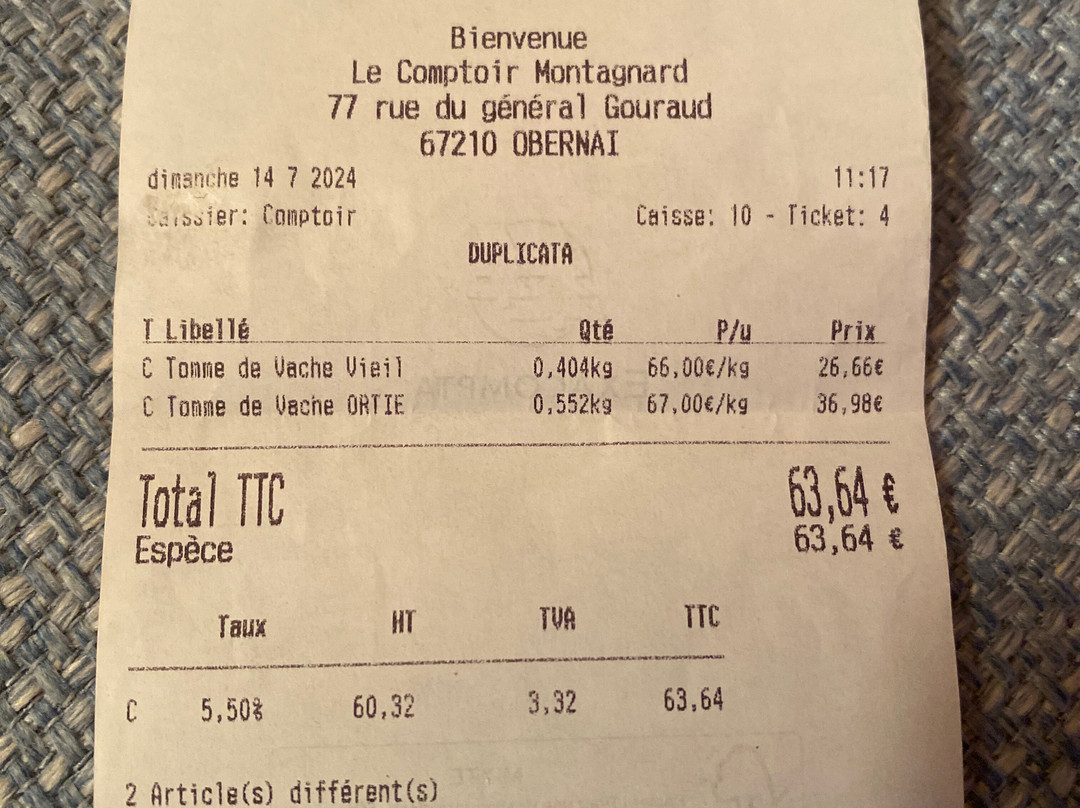 Bienvenue
Le Comptoir Montagnard
77 rue du général Gouraud
67210 OBERNAI
dimanche 14 7 2024 11:17
Caissier: Comptoir Caisse: 10 - Ticket: 4
DUPLICATA
T Libellé Qté P/u Prix
C Tomme de Vache Vieil 0,404kg 66,00€/kg 26,66€
C Tomme de Vache ORTIE 0,552kg 67,00€/kg 36,98€
Total TTC 63,64 €
Espèce 63,64 €
Taux HT TVA TTC
C 5,50% 60,32 3,32 63,64
2 Article(s) différent(s)